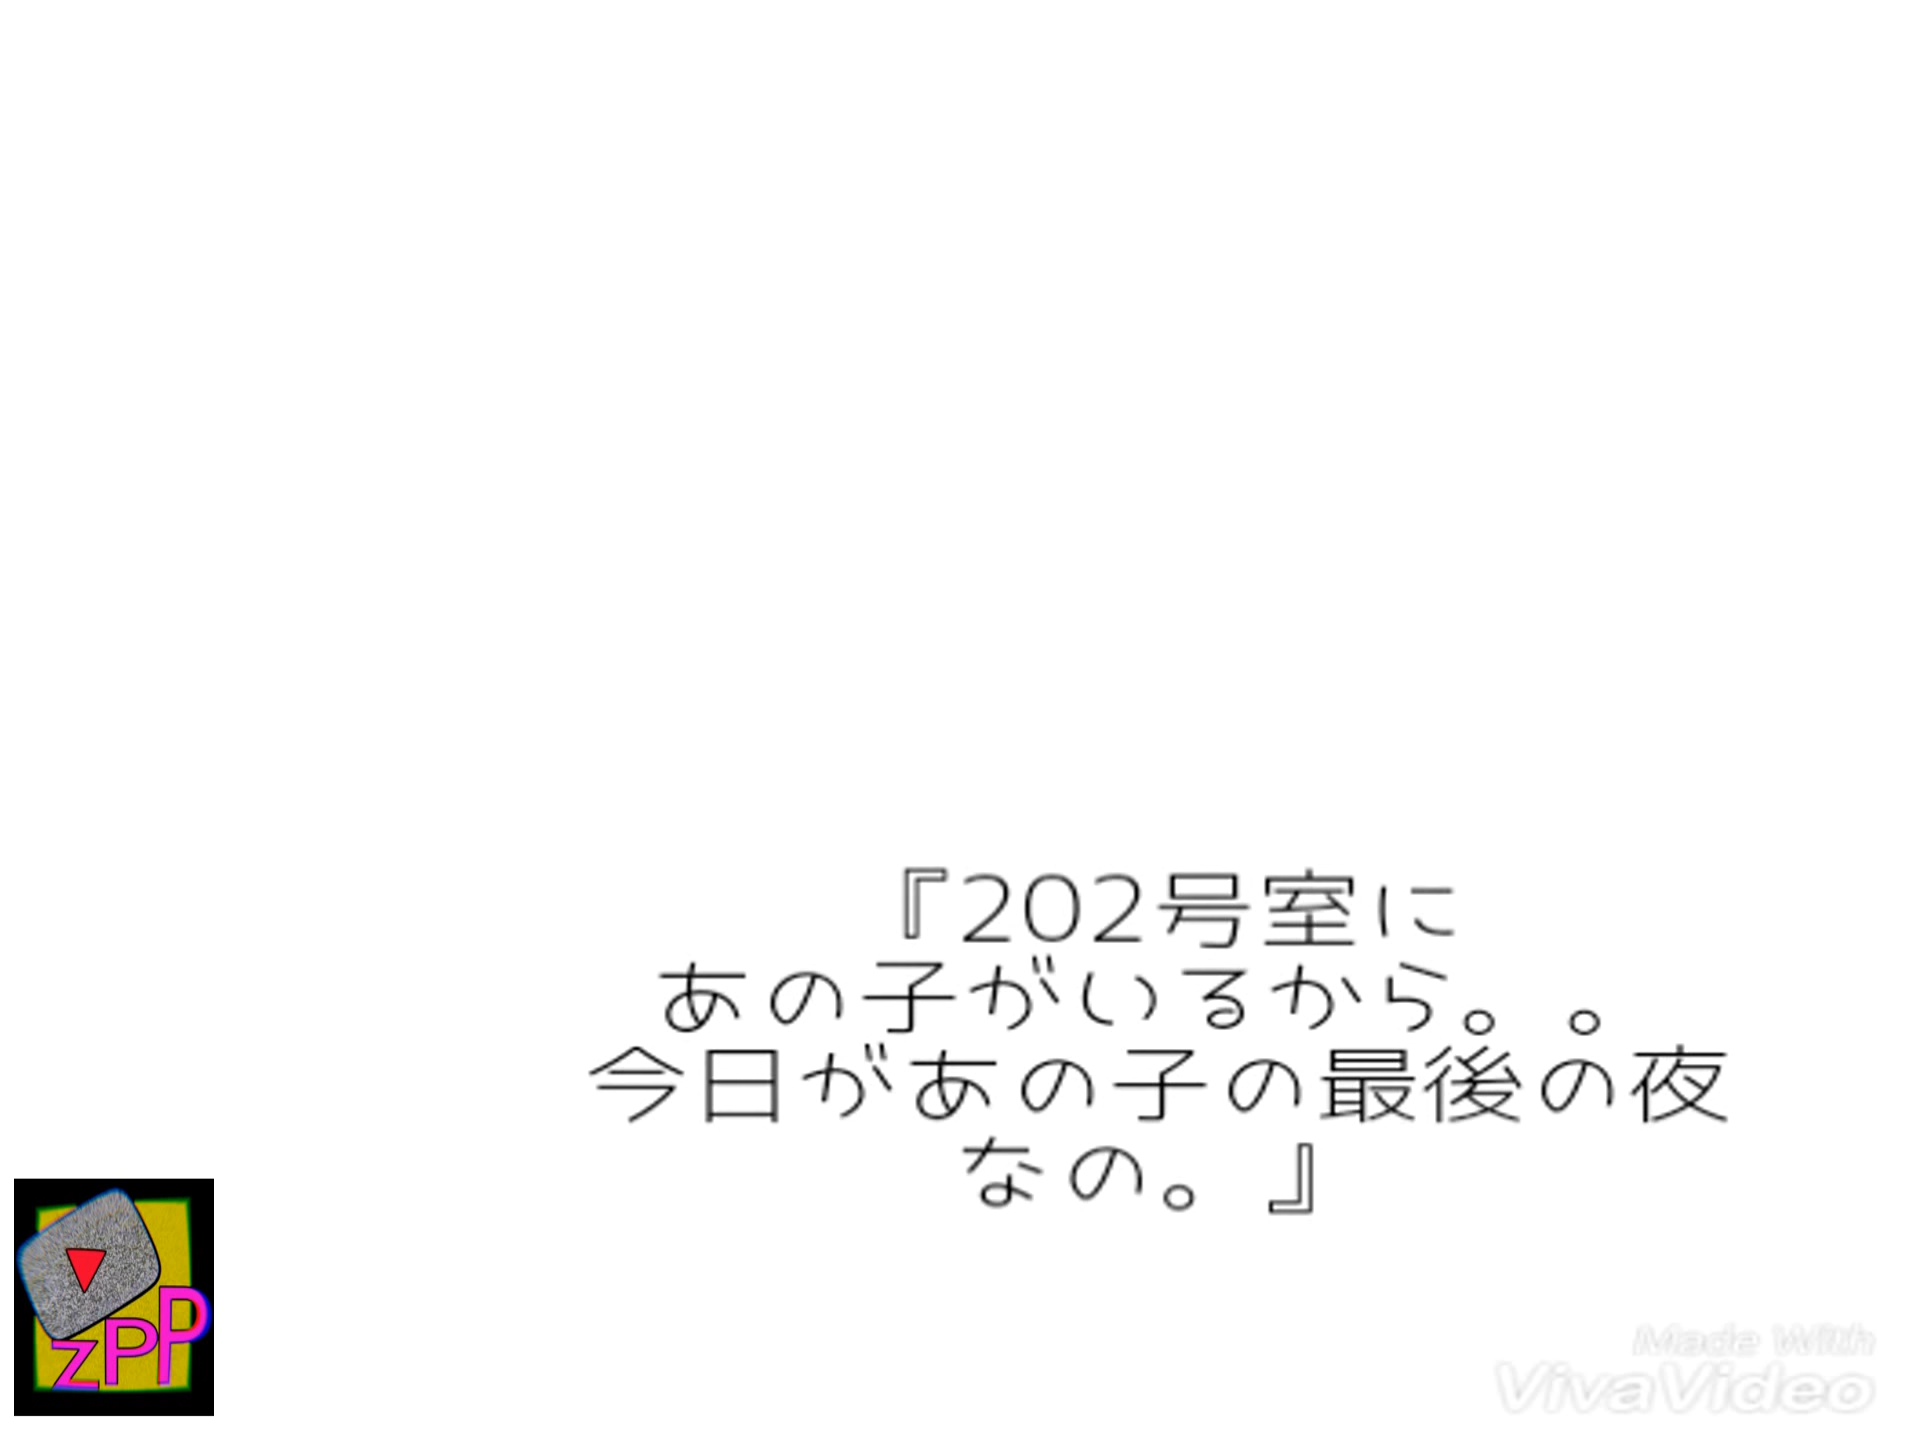 『202号室に
あの子がいるから。。
今日があの子の最後の夜
なの。』
zPP
Made With
VivaVideo